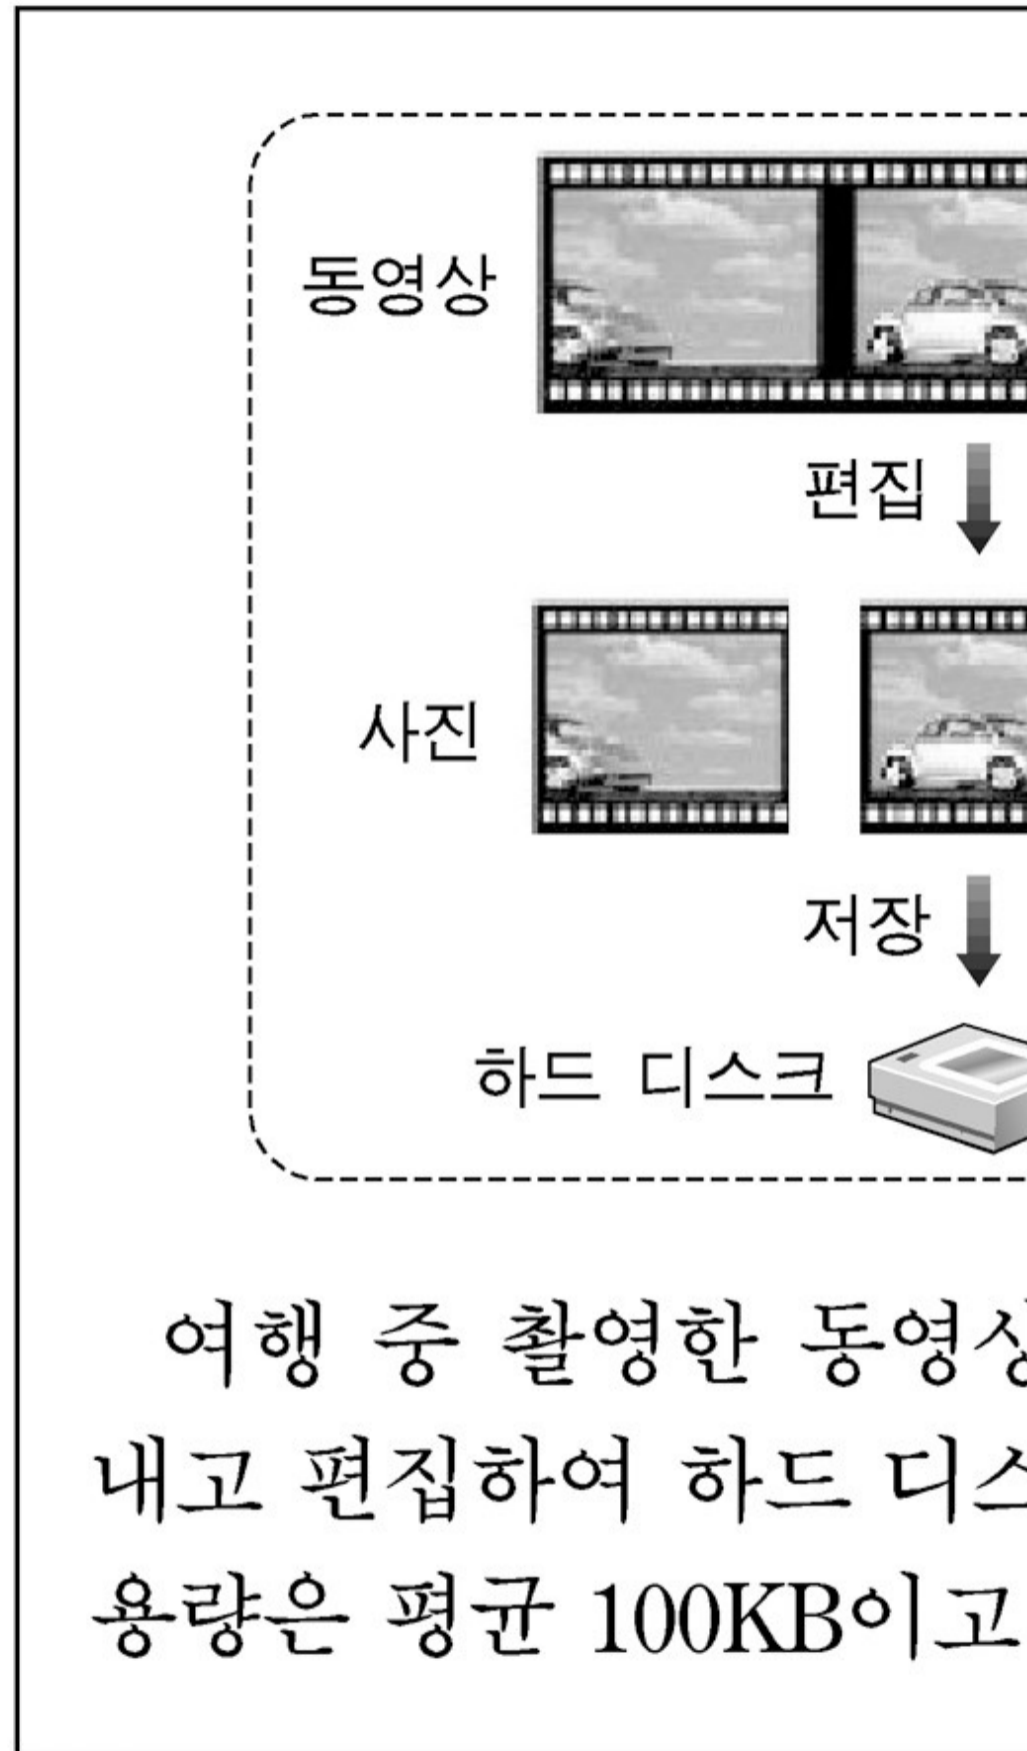 동영상
편집
사진
저장
하드 디스크
여행 중 촬영한 동영상
내고 편집하여 하드 디스
용량은 평균 100KB이고